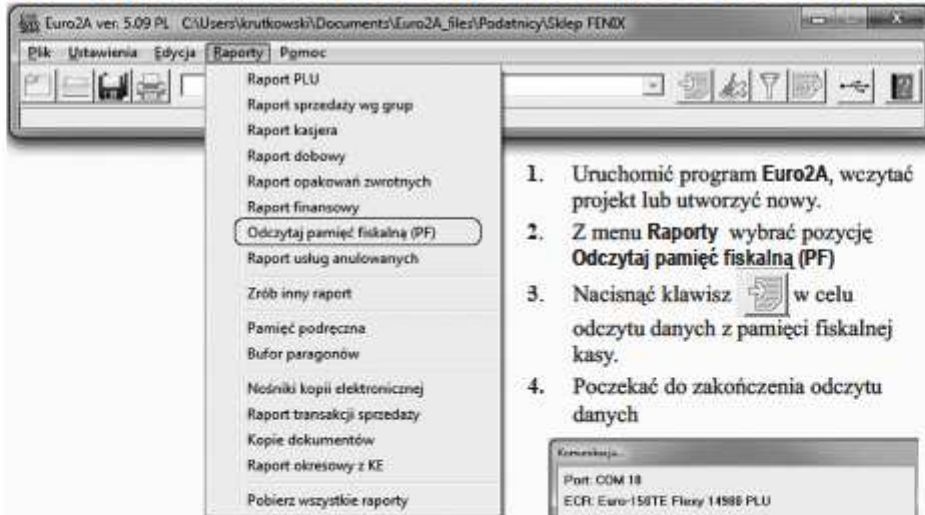 Euro2A ver. 5.09 PL C:\Users\krutkowski\Documents\Euro2A_files\Podatnicy\Sklep FENIX
Plik Ustawienia Edycja Raporty Pomoc
Raport PLU
Raport sprzedaży wg grup
Raport kasjera
Raport dobowy
Raport opakowań zwrotnych
Raport finansowy
Odczytaj pamięć fiskalną (PF)
Raport usług anulowanych
Zrób inny raport
Pamięć podręczna
Bufor paragonów
Nośniki kopii elektronicznej
Raport transakcji sprzedaży
Kopie dokumentów
Raport okresowy z KE
Pobierz wszystkie raporty
1. Uruchomić program Euro2A, wczytać
projekt lub utworzyć nowy.
2. Z menu Raporty wybrać pozycję
Odczytaj pamięć fiskalną (PF)
3. Nacisnąć klawisz w celu
odczytu danych z pamięci fiskalnej
kasy.
4. Poczekać do zakończenia odczytu
danych
Komunikacja...
Port: COM 18
ECR: Euro-150TE Flexy 14980 PLU